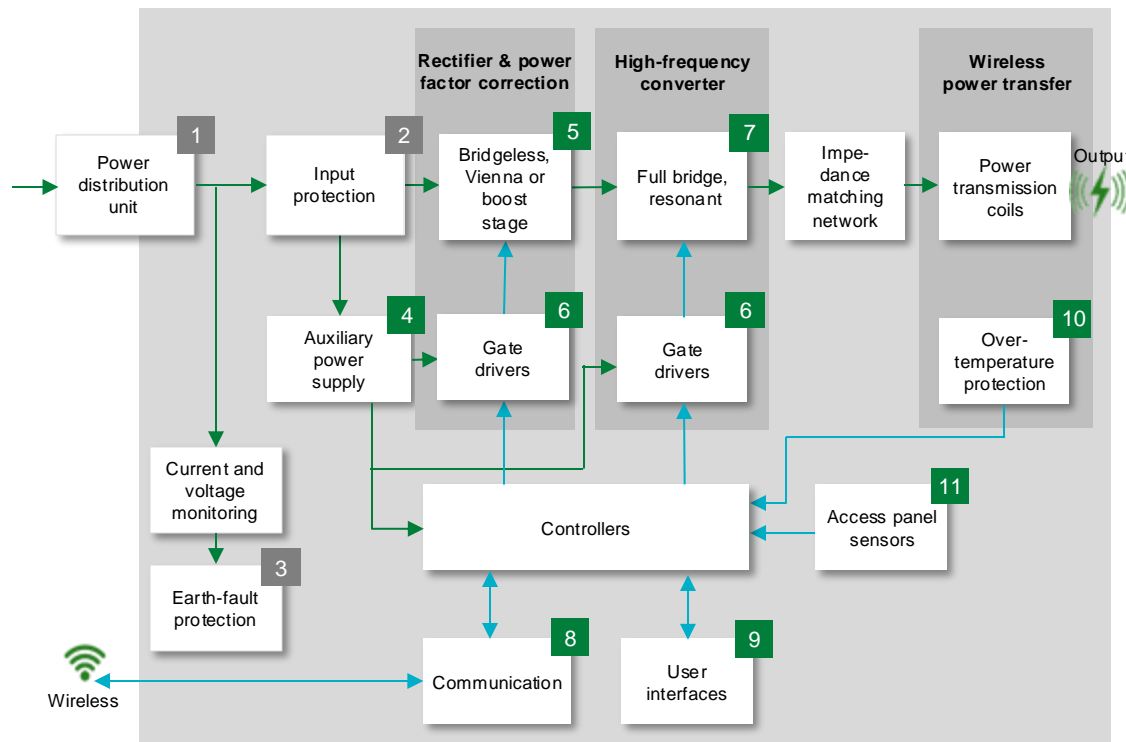 Rectifier & power
factor correction
High-frequency
converter
Wireless
power transfer
1
Power
distribution
unit
2
Input
protection
5
Bridgeless,
Vienna or
boost
stage
7
Full bridge,
resonant
Impe-
dance
matching
network
Power
transmission
coils
Output
4
Auxiliary
power
supply
6
Gate
drivers
6
Gate
drivers
10
Over-
temperature
protection
Current and
voltage
monitoring
Controllers
11
Access panel
sensors
3
Earth-fault
protection
Wireless
8
Communication
9
User
interfaces